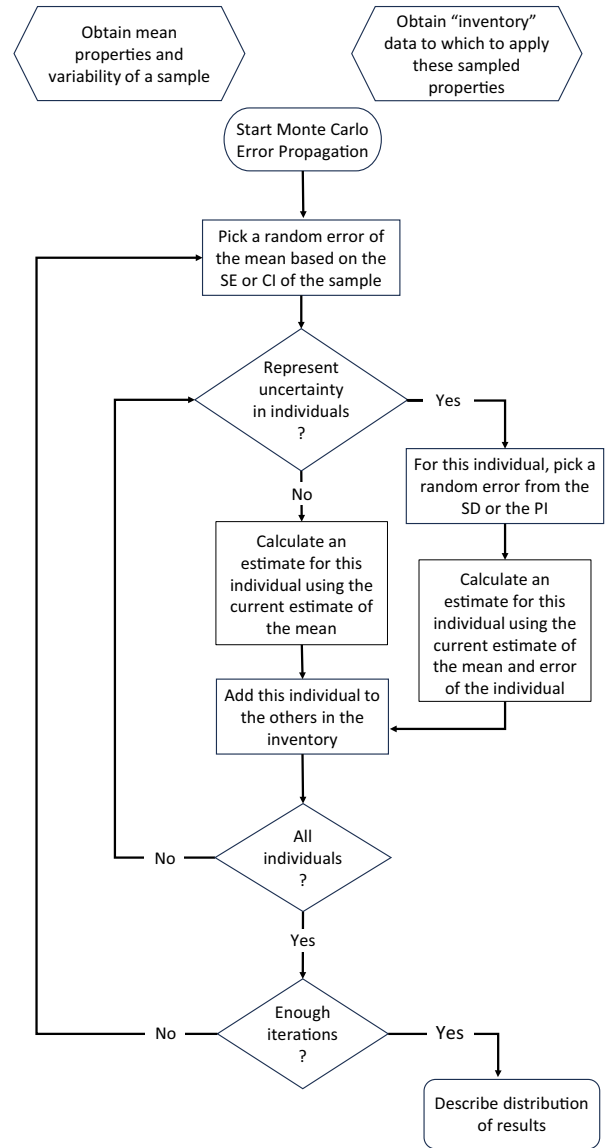 Obtain mean
properties and
variability of a sample
Obtain “inventory”
data to which to apply
these sampled
properties
Start Monte Carlo
Error Propagation
Pick a random error of
the mean based on the
SE or CI of the sample
Represent
uncertainty
in individuals
?
Yes
No
For this individual, pick a
random error from the
SD or the PI
Calculate an
estimate for this
individual using the
current estimate of
the mean
Calculate an
estimate for this
individual using the
current estimate of
the mean and error
of the individual
Add this individual to
the others in the
inventory
All
individuals
?
No
Yes
Enough
iterations
?
No
Yes
Describe distribution
of results